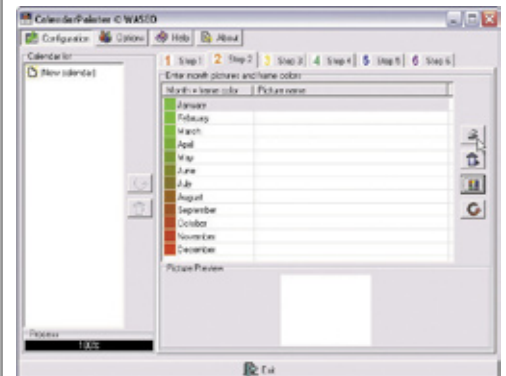 CalendarPainter © WASEO
Configuration Options Help About
Calendar list
[New calendar]
1 Step 1 2 Step 2 3 Step 3 4 Step 4 5 Step 5 6 Step 6
Enter month pictures and frame colors
Month + frame color Picture name
January
February
March
April
May
June
July
August
September
October
November
December
Picture Preview
Progress
100%
Exit